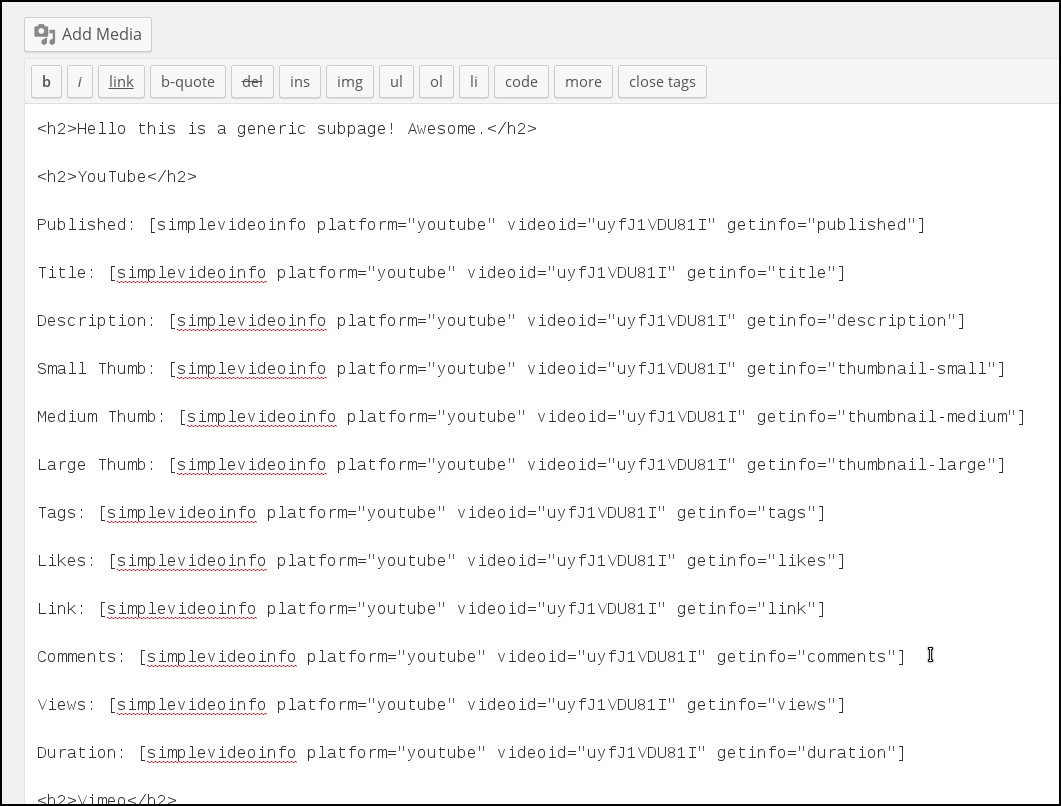 Add Media
b i link b-quote del ins img ul ol li code more close tags
<h2>Hello this is a generic subpage! Awesome.</h2>
<h2>YouTube</h2>
Published: [simplevideoinfo platform="youtube" videoid="uyfJ1VDU81I" getinfo="published"]
Title: [simplevideoinfo platform="youtube" videoid="uyfJ1VDU81I" getinfo="title"]
Description: [simplevideoinfo platform="youtube" videoid="uyfJ1VDU81I" getinfo="description"]
Small Thumb: [simplevideoinfo platform="youtube" videoid="uyfJ1VDU81I" getinfo="thumbnail-small"]
Medium Thumb: [simplevideoinfo platform="youtube" videoid="uyfJ1VDU81I" getinfo="thumbnail-medium"]
Large Thumb: [simplevideoinfo platform="youtube" videoid="uyfJ1VDU81I" getinfo="thumbnail-large"]
Tags: [simplevideoinfo platform="youtube" videoid="uyfJ1VDU81I" getinfo="tags"]
Likes: [simplevideoinfo platform="youtube" videoid="uyfJ1VDU81I" getinfo="likes"]
Link: [simplevideoinfo platform="youtube" videoid="uyfJ1VDU81I" getinfo="link"]
Comments: [simplevideoinfo platform="youtube" videoid="uyfJ1VDU81I" getinfo="comments"]
Views: [simplevideoinfo platform="youtube" videoid="uyfJ1VDU81I" getinfo="views"]
Duration: [simplevideoinfo platform="youtube" videoid="uyfJ1VDU81I" getinfo="duration"]
<h2>Vimeo</h2>